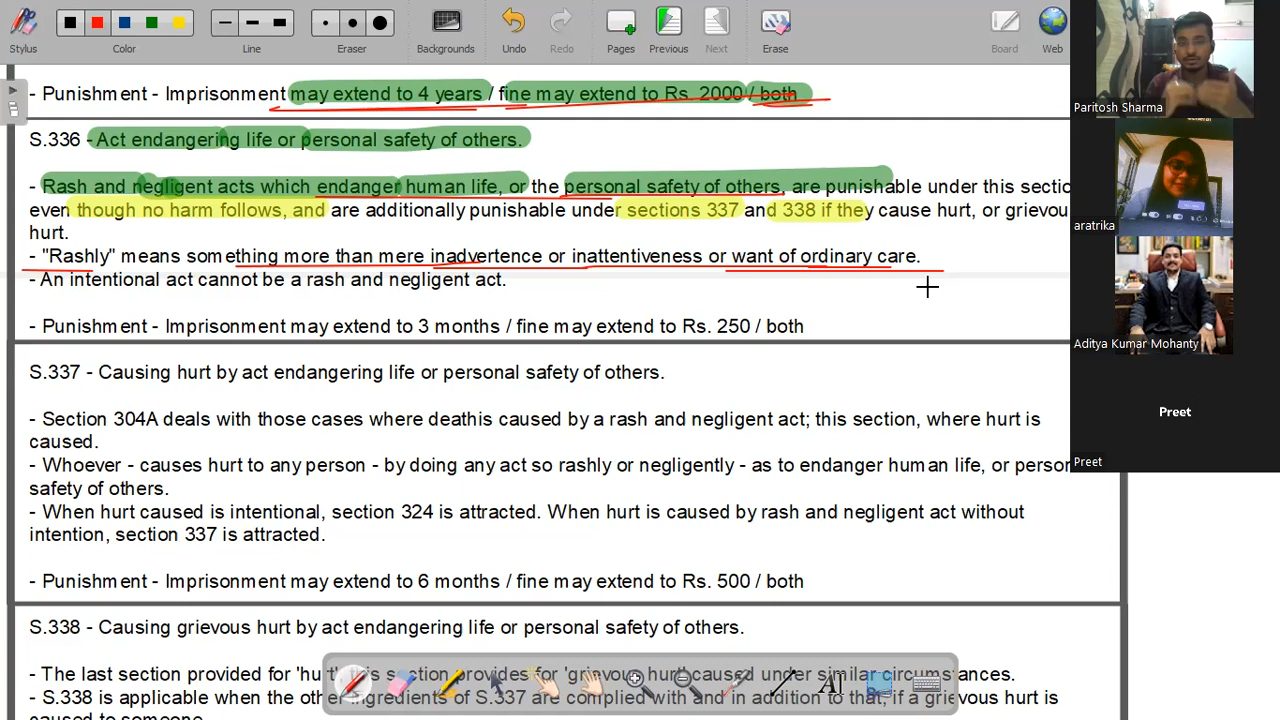 Stylus
Color
Line
Eraser
Backgrounds
Undo
Redo
Pages
Previous
Next
Erase
Board
Web
- Punishment - Imprisonment may extend to 4 years / fine may extend to Rs. 2000 / both
S.336 - Act endangering life or personal safety of others.
- Rash and negligent acts which endanger human life, or the personal safety of others, are punishable under this sectio
even though no harm follows, and are additionally punishable under sections 337 and 338 if they cause hurt, or grievou
hurt.
- "Rashly" means something more than mere inadvertence or inattentiveness or want of ordinary care.
- An intentional act cannot be a rash and negligent act.
- Punishment - Imprisonment may extend to 3 months / fine may extend to Rs. 250 / both
S.337 - Causing hurt by act endangering life or personal safety of others.
- Section 304A deals with those cases where deathis caused by a rash and negligent act; this section, where hurt is
caused.
- Whoever - causes hurt to any person - by doing any act so rashly or negligently - as to endanger human life, or person
safety of others.
- When hurt caused is intentional, section 324 is attracted. When hurt is caused by rash and negligent act without
intention, section 337 is attracted.
- Punishment - Imprisonment may extend to 6 months / fine may extend to Rs. 500 / both
S.338 - Causing grievous hurt by act endangering life or personal safety of others.
- The last section provided for 'hurt', this section provides for 'grievous hurt' caused under similar circumstances.
- S.338 is applicable when the other ingredients of S.337 are complied with and in addition to that, if a grievous hurt is
caused to someone.
Paritosh Sharma
aratrika
Aditya Kumar Mohanty
Preet
Preet